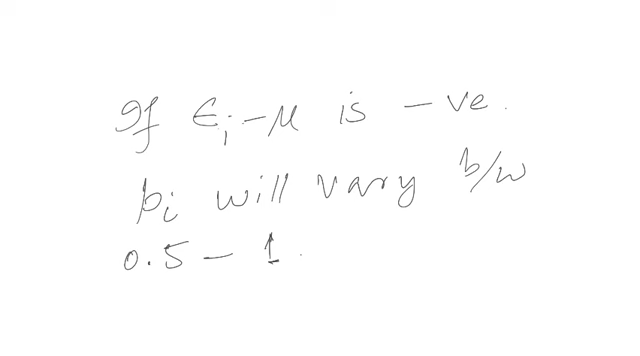 If ϵi - μ is -ve.
pi will vary b/w
0.5 - 1.